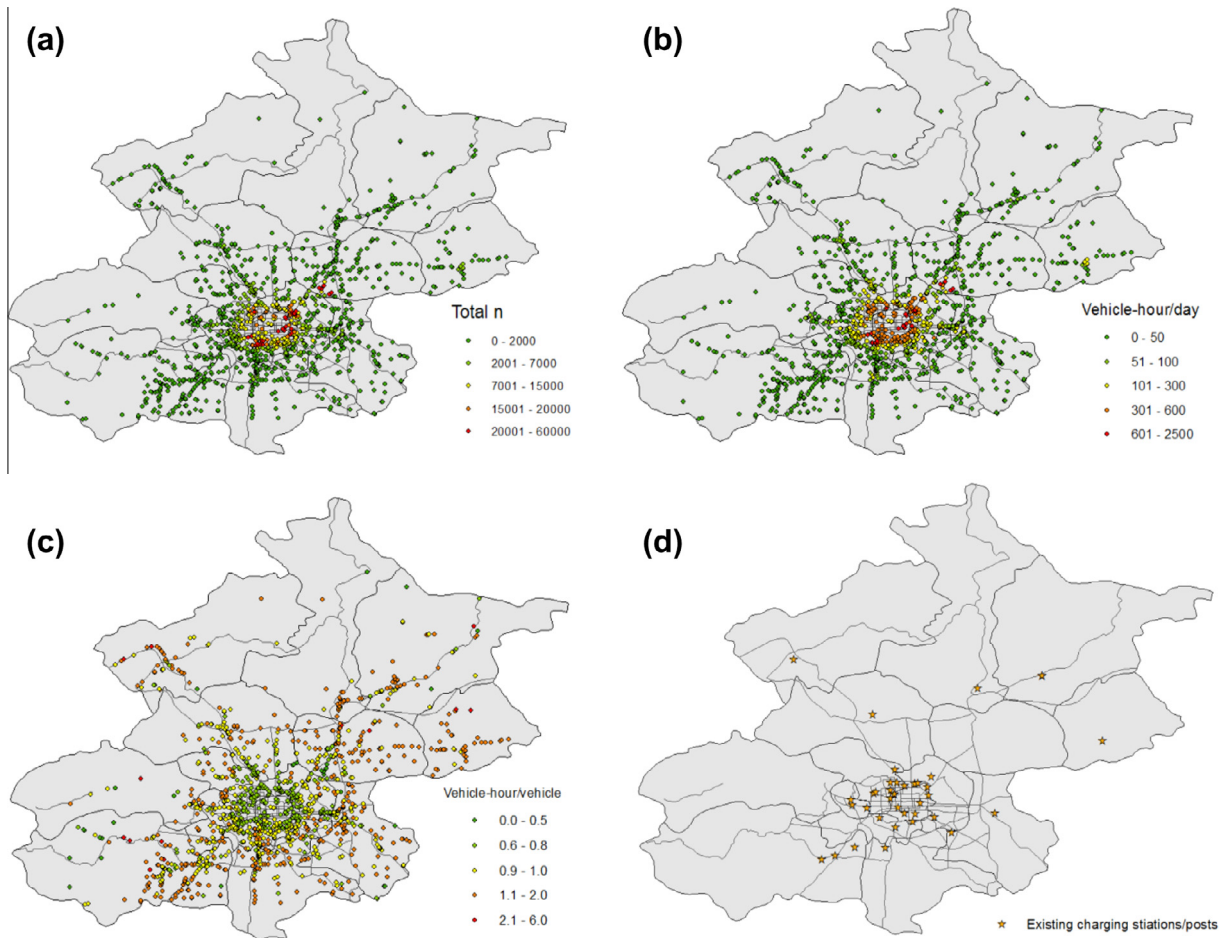 (a)
Total n
0 - 2000
2001 - 7000
7001 - 15000
15001 - 20000
20001 - 60000
(b)
Vehicle-hour/day
0 - 50
51 - 100
101 - 300
301 - 600
601 - 2500
(c)
Vehicle-hour/vehicle
0.0 - 0.5
0.6 - 0.8
0.9 - 1.0
1.1 - 2.0
2.1 - 6.0
(d)
Existing charging stations/posts